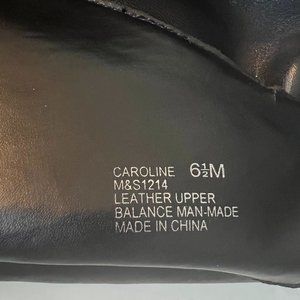 CAROLINE 6½M
M&S1214
LEATHER UPPER
BALANCE MAN-MADE
MADE IN CHINA